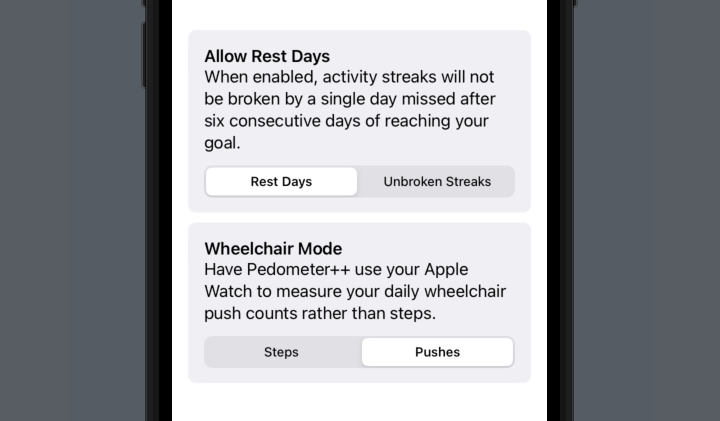 Allow Rest Days
When enabled, activity streaks will not
be broken by a single day missed after
six consecutive days of reaching your
goal.
Rest Days
Unbroken Streaks
Wheelchair Mode
Have Pedometer++ use your Apple
Watch to measure your daily wheelchair
push counts rather than steps.
Steps
Pushes